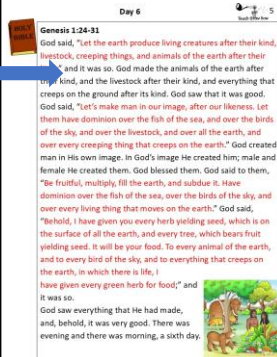 Day 6
5
Touch 5 Two hear
HOLY
BIBLE
Genesis 1:24-31
God said, "Let the earth produce living creatures after their kind,
livestock, creeping things, and animals of the earth after their
and it was so. God made the animals of the earth after
their kind, and the livestock after their kind, and everything that
creeps on the ground after its kind. God saw that it was good.
God said, "Let's make man in our image, after our likeness. Let
them have dominion over the fish of the sea, and over the birds
of the sky, and over the livestock, and over all the earth, and
over every creeping thing that creeps on the earth." God created
man in His own image. In God's image He created him; male and
female He created them. God blessed them. God said to them,
"Be fruitful, multiply, fill the earth, and subdue it. Have
dominion over the fish of the sea, over the birds of the sky, and
over every living thing that moves on the earth." God said,
"Behold, I have given you every herb yielding seed, which is on
the surface of all the earth, and every tree, which bears fruit
yielding seed. It will be your food. To every animal of the earth,
and to every bird of the sky, and to everything that creeps on
the earth, in which there is life, I
have given every green herb for food;" and
it was so.
God saw everything that He had made,
and, behold, it was very good. There was
evening and there was morning, a sixth day.